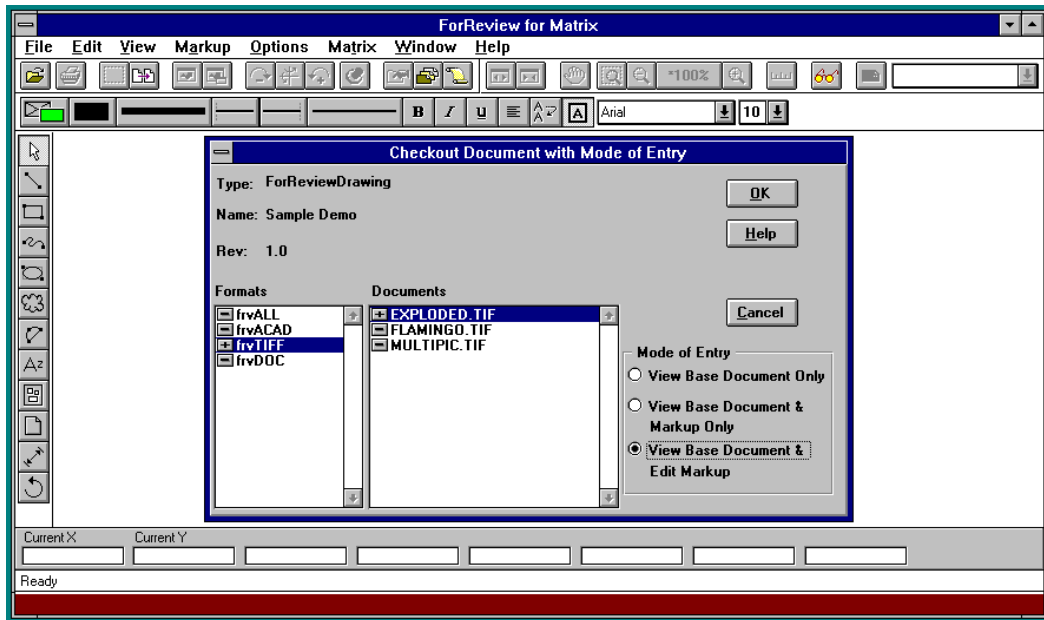 ForReview for Matrix
File Edit View Markup Options Matrix Window Help
*100%
B I u A Arial 10
Checkout Document with Mode of Entry
Type: ForReviewDrawing
OK
Name: Sample Demo
Help
Rev: 1.0
Formats Documents
frvALL
frvACAD
frvTIFF
frvDOC
EXPLODED.TIF
FLAMINGO.TIF
MULTIPIC.TIF
Cancel
Mode of Entry
View Base Document Only
View Base Document &
Markup Only
View Base Document &
Edit Markup
Az
Current X Current Y
Ready